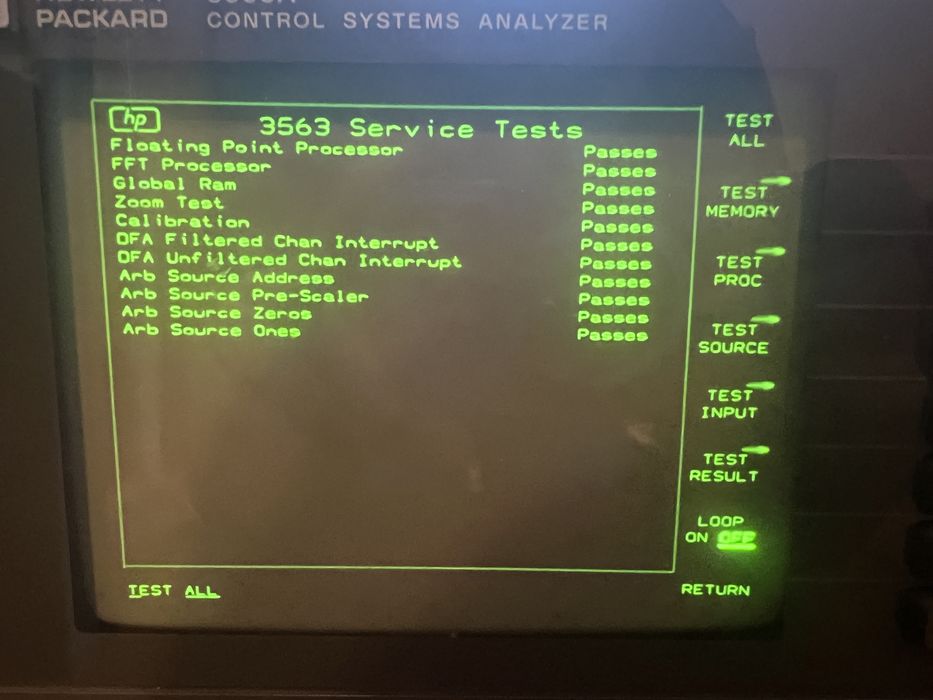 PACKARD CONTROL SYSTEMS ANALYZER
hp
3563 Service Tests
Floating Point Processor Passes
FFT Processor Passes
Global Ram Passes
Zoom Test Passes
Calibration Passes
DFA Filtered Chan Interrupt Passes
DFA Unfiltered Chan Interrupt Passes
Arb Source Address Passes
Arb Source Pre-Scaler Passes
Arb Source Zeros Passes
Arb Source Ones Passes
TEST
ALL
TEST
MEMORY
TEST
PROC
TEST
SOURCE
TEST
INPUT
TEST
RESULT
LOOP
ON OFF
RETURN
TEST ALL